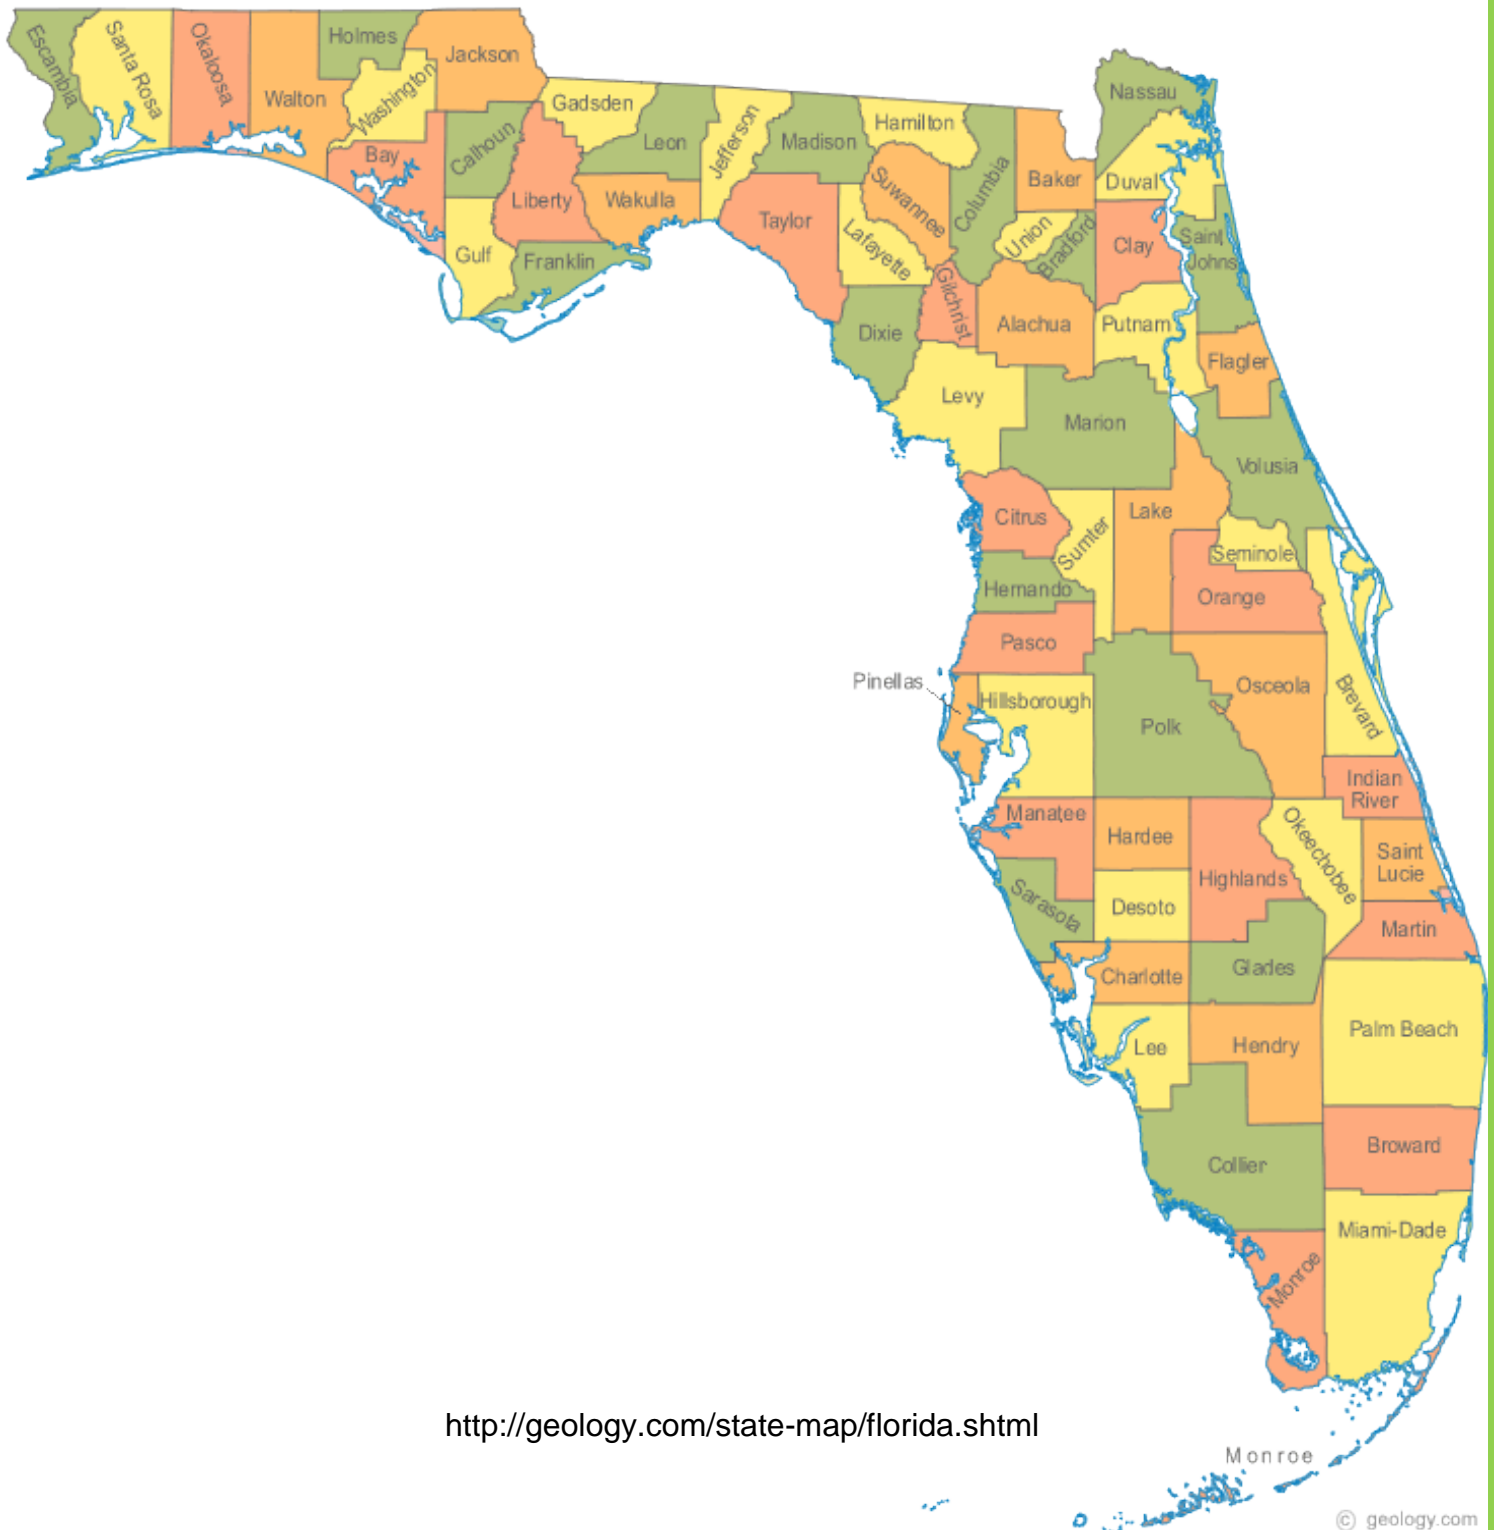 Escambia
Santa Rosa
Okaloosa
Walton
Holmes
Washington
Jackson
Bay
Calhoun
Gulf
Liberty
Gadsden
Franklin
Leon
Wakulla
Jefferson
Madison
Taylor
Hamilton
Suwannee
Lafayette
Columbia
Baker
Union
Bradford
Nassau
Duval
Clay
Saint
Johns
Dixie
Gilchrist
Alachua
Putnam
Flagler
Levy
Marion
Volusia
Citrus
Sumter
Lake
Seminole
Hernando
Orange
Pasco
Pinellas
Hillsborough
Polk
Osceola
Brevard
Indian
River
Manatee
Hardee
Highlands
Okeechobee
Saint
Lucie
Sarasota
Desoto
Martin
Charlotte
Glades
Lee
Hendry
Palm Beach
Collier
Broward
Miami-Dade
Monroe
http://geology.com/state-map/florida.shtml
Monroe
© geology.com